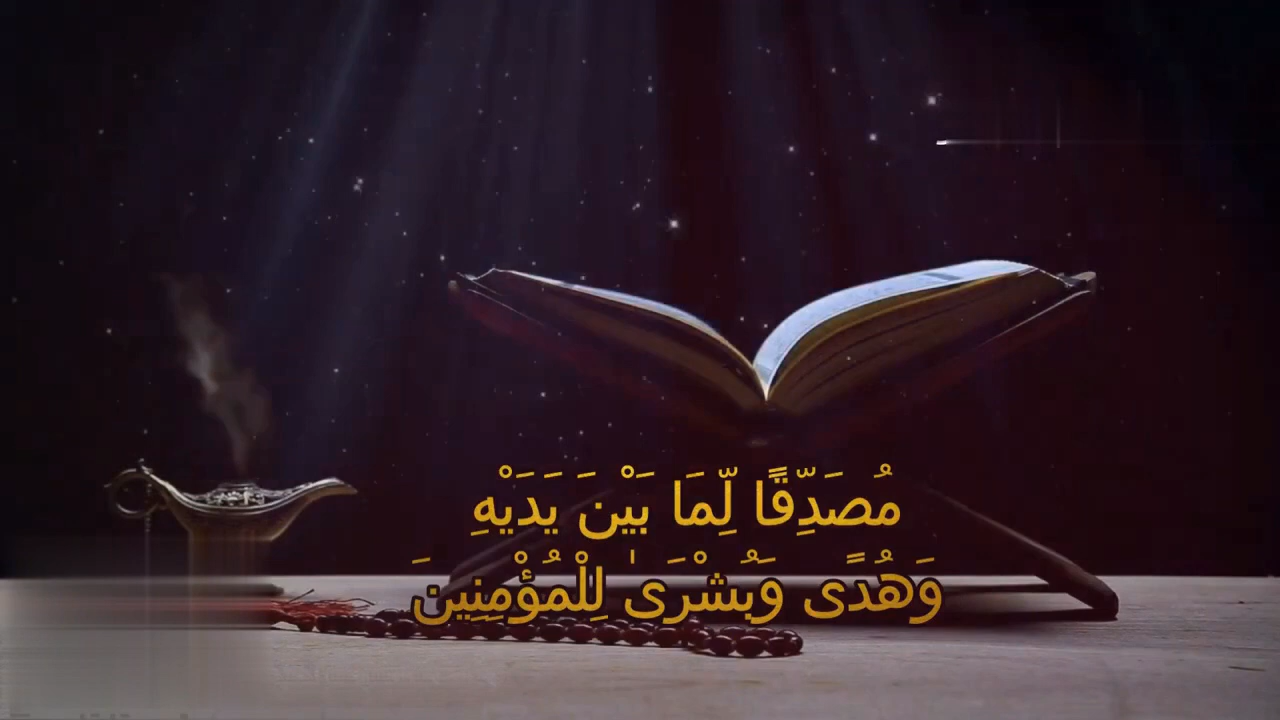 مُصَدِّقًا لِّمَا بَيْنَ يَدَيْهِ
وَهُدًى وَبُشْرَىٰ لِلْمُؤْمِنِينَ